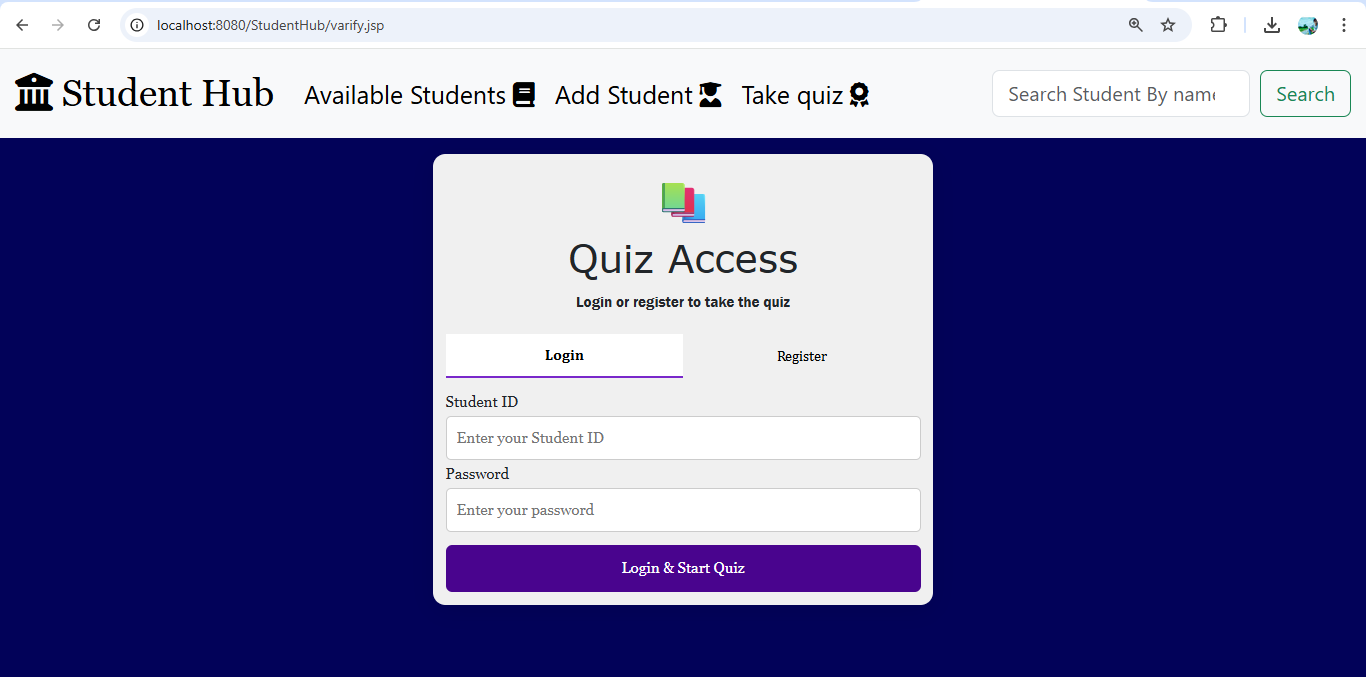 localhost:8080/StudentHub/varify.jsp
Student Hub Available Students Add Student Take quiz Search Student By name Search
Quiz Access
Login or register to take the quiz
Login Register
Student ID
Enter your Student ID
Password
Enter your password
Login & Start Quiz